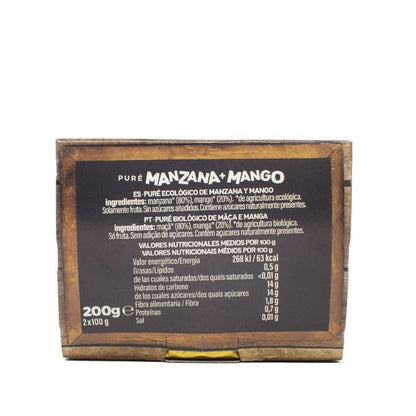 PURÉ MANZANA+MANGO
ES·PURÉ ECOLÓGICO DE MANZANA Y MANGO
ingredientes: manzana* (80%), mango* (20%). *de agricultura ecológica.
Solamente fruta. Sin azúcares añadidos. Contiene azúcares naturalmente presentes.
PT·PURÉ BIOLÓGICO DE MAÇA E MANGA
ingredientes: maçã* (80%), manga* (20%). *de agricultura biológica.
Só fruta. Sem adição de açúcares. Contém açúcares naturalmente presentes.
VALORES NUTRICIONALES MEDIOS POR 100 g
VALORES NUTRICIONAIS MÉDIOS POR 100 g
Valor energético/Energia 268 kJ / 63 kcal
Grasas/Lípidos 0,5 g
de las cuales saturadas/dos quais saturados <0,01 g
Hidratos de carbono 14 g
de los cuales azúcares/dos quais açúcares 14 g
Fibra alimentaria / Fibra 1,8 g
Proteínas 0,7 g
Sal 0,01 g
200g e
2x100 g